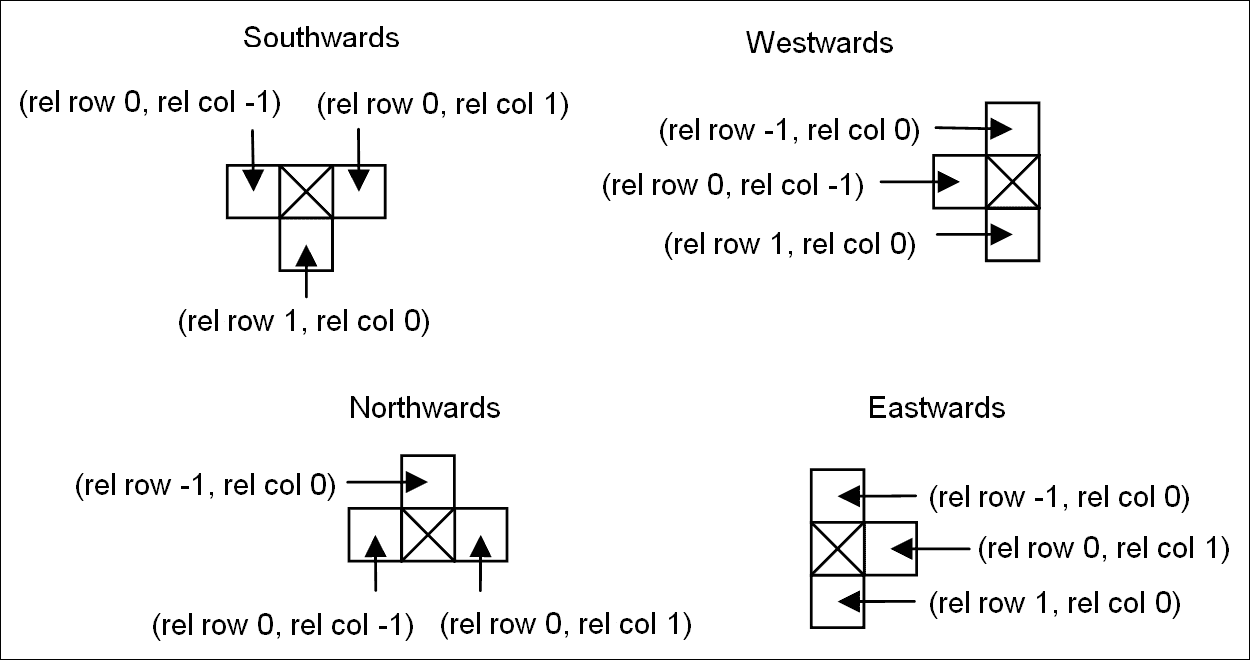 Southwards
(rel row 0, rel col -1)
(rel row 0, rel col 1)
(rel row 1, rel col 0)
Westwards
(rel row -1, rel col 0)
(rel row 0, rel col -1)
(rel row 1, rel col 0)
Northwards
(rel row -1, rel col 0)
(rel row 0, rel col -1)
(rel row 0, rel col 1)
Eastwards
(rel row -1, rel col 0)
(rel row 0, rel col 1)
(rel row 1, rel col 0)